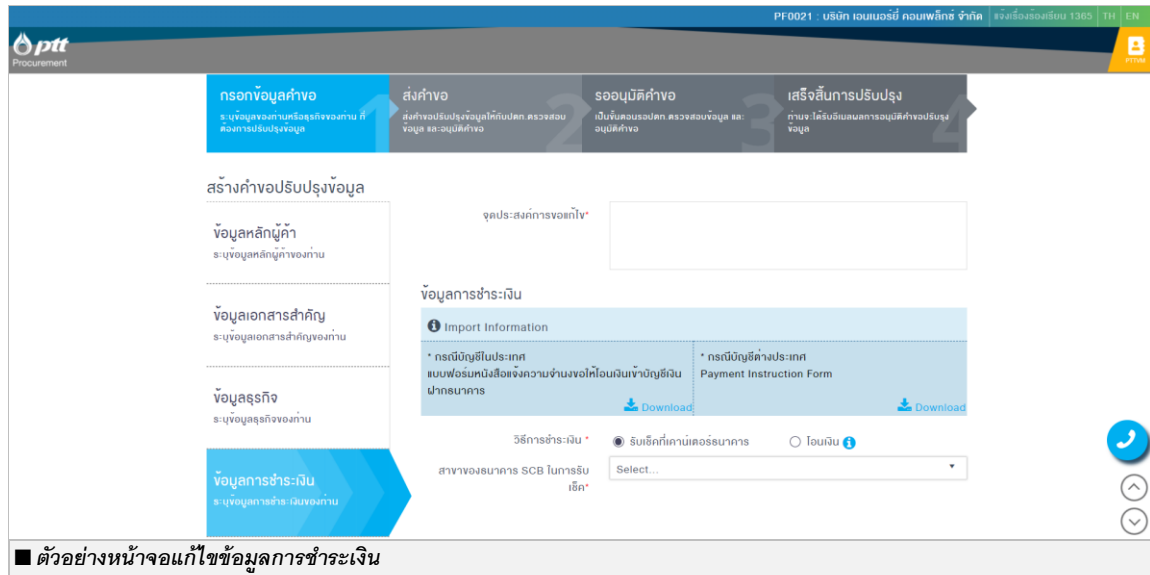 PF0021 : บริษัท เอนเนอร์ยี่ คอมเพล็กซ์ จำกัด แจ้งเรื่องร้องเรียน 1365 TH EN
ptt
Procurement
PTTVM
กรอกข้อมูลคำขอ
ระบุข้อมูลของท่านหรือธุรกิจของท่าน ที่
ต้องการปรับปรุงข้อมูล
1
ส่งคำขอ
ส่งคำขอปรับปรุงข้อมูลให้กับปตท.ตรวจสอบ
ข้อมูล และอนุมัติคำขอ
2
รออนุมัติคำขอ
เป็นขั้นตอนรอปตท.ตรวจสอบข้อมูล และ
อนุมัติคำขอ
3
เสร็จสิ้นการปรับปรุง
ท่านจะได้รับอีเมลผลการอนุมัติคำขอปรับปรุง
ข้อมูล
4
สร้างคำขอปรับปรุงข้อมูล
ข้อมูลหลักผู้ค้า
ระบุข้อมูลหลักผู้ค้าของท่าน
ข้อมูลเอกสารสำคัญ
ระบุข้อมูลเอกสารสำคัญของท่าน
ข้อมูลธุรกิจ
ระบุข้อมูลธุรกิจของท่าน
ข้อมูลการชำระเงิน
ระบุข้อมูลการชำระเงินของท่าน
จุดประสงค์การขอแก้ไข*
ข้อมูลการชำระเงิน
Import Information
* กรณีบัญชีในประเทศ
แบบฟอร์มหนังสือแจ้งความจำนงขอให้โอนเงินเข้าบัญชีเงิน
ฝากธนาคาร
Download
* กรณีบัญชีต่างประเทศ
Payment Instruction Form
Download
วิธีการชำระเงิน * รับเช็คที่เคาน์เตอร์ธนาคาร โอนเงิน
สาขาของธนาคาร SCB ในการรับ
เช็ค*
Select...
■ ตัวอย่างหน้าจอแก้ไขข้อมูลการชำระเงิน